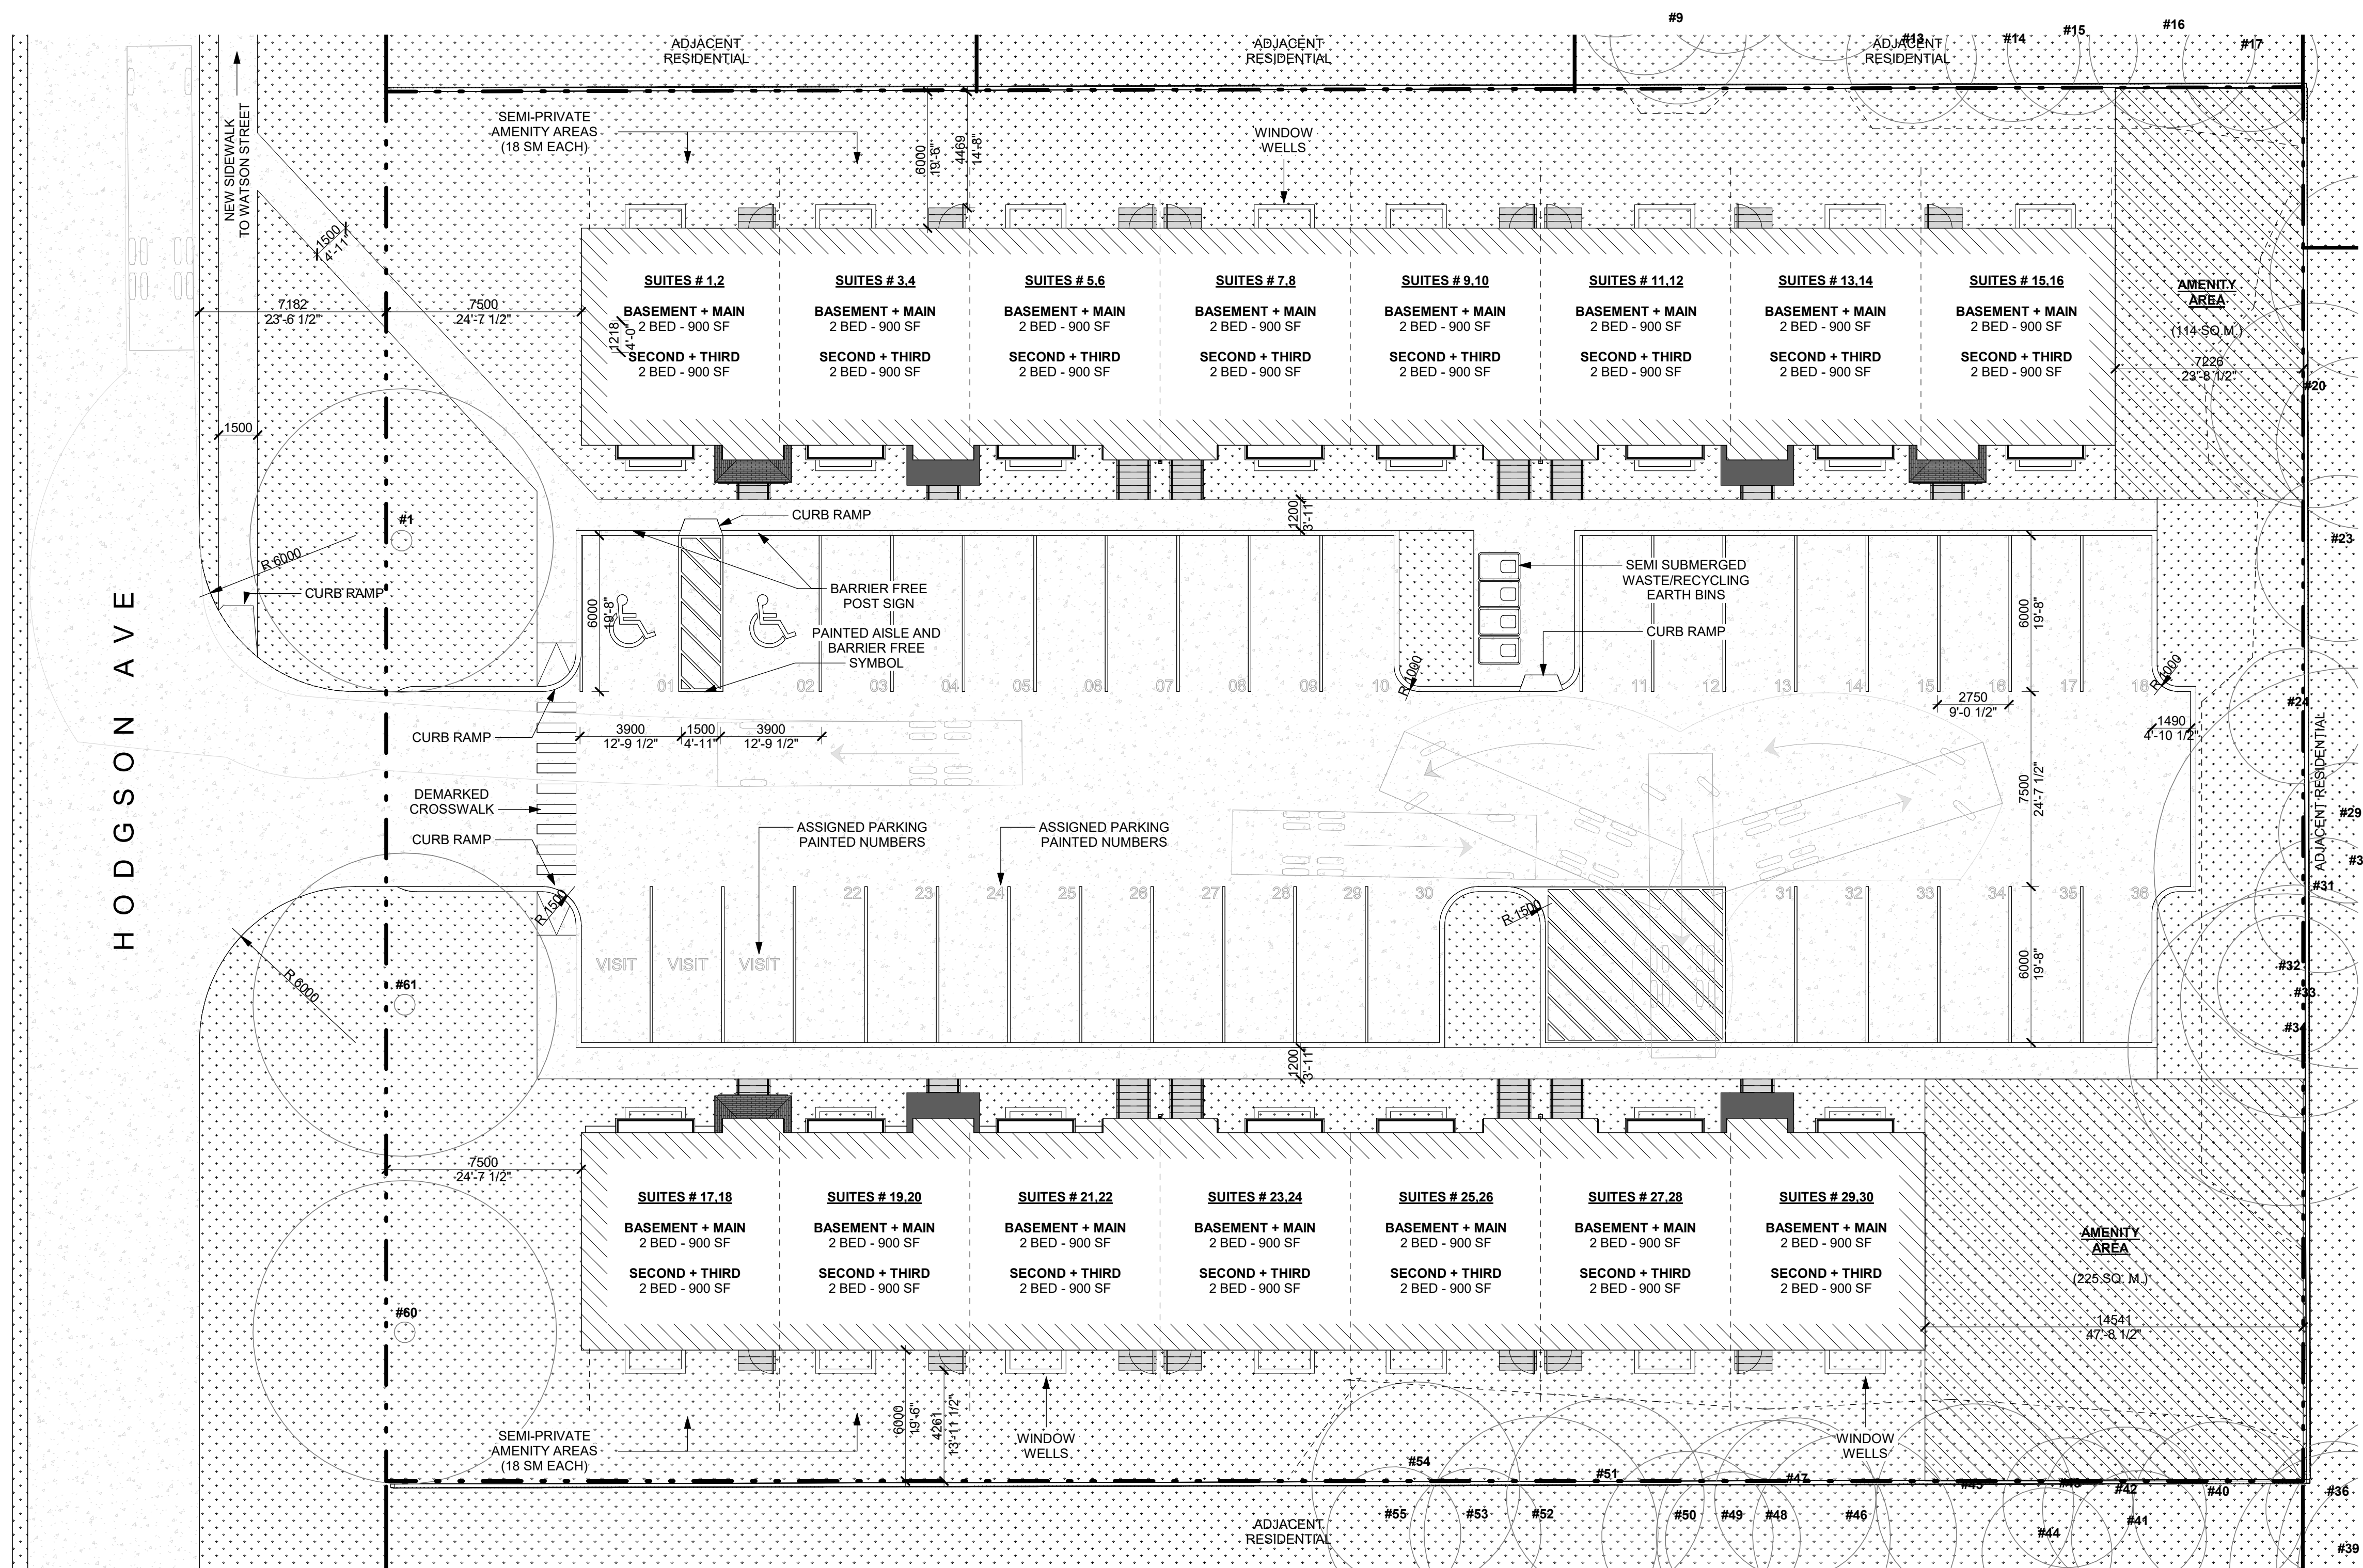 #9
#13
#14
#15
#16
#17
ADJACENT
RESIDENTIAL
ADJACENT
RESIDENTIAL
ADJACENT
RESIDENTIAL
NEW SIDEWALK
TO WATSON STREET
SEMI-PRIVATE
AMENITY AREAS
(18 SM EACH)
6000
19'-6"
4469
14'-8"
WINDOW
WELLS
1500
4'-11"
7182
23'-6 1/2"
7500
24'-7 1/2"
1218
4'-0"
SUITES # 1,2
BASEMENT + MAIN
2 BED - 900 SF
SECOND + THIRD
2 BED - 900 SF
SUITES # 3,4
BASEMENT + MAIN
2 BED - 900 SF
SECOND + THIRD
2 BED - 900 SF
SUITES # 5,6
BASEMENT + MAIN
2 BED - 900 SF
SECOND + THIRD
2 BED - 900 SF
SUITES # 7,8
BASEMENT + MAIN
2 BED - 900 SF
SECOND + THIRD
2 BED - 900 SF
SUITES # 9,10
BASEMENT + MAIN
2 BED - 900 SF
SECOND + THIRD
2 BED - 900 SF
SUITES # 11,12
BASEMENT + MAIN
2 BED - 900 SF
SECOND + THIRD
2 BED - 900 SF
SUITES # 13,14
BASEMENT + MAIN
2 BED - 900 SF
SECOND + THIRD
2 BED - 900 SF
SUITES # 15,16
BASEMENT + MAIN
2 BED - 900 SF
SECOND + THIRD
2 BED - 900 SF
AMENITY
AREA
(114 SQ.M.)
7226
23'-8 1/2"
#20
1500
#1
R 6000
CURB RAMP
CURB RAMP
1200
3'-11"
#23
6000
19'-8"
BARRIER FREE
POST SIGN
PAINTED AISLE AND
BARRIER FREE
SYMBOL
SEMI SUBMERGED
WASTE/RECYCLING
EARTH BINS
CURB RAMP
6000
19'-8"
01
02
03
04
05
06
07
08
09
10
R 1000
11
12
13
14
15
16
17
18
R 1000
#24
2750
9'-0 1/2"
1490
4'-10 1/2"
CURB RAMP
3900
12'-9 1/2"
1500
4'-11"
3900
12'-9 1/2"
HODGSON AVE
DEMARKED
CROSSWALK
CURB RAMP
ASSIGNED PARKING
PAINTED NUMBERS
ASSIGNED PARKING
PAINTED NUMBERS
7500
24'-7 1/2"
ADJACENT RESIDENTIAL
#29
#3
#31
R 1500
22
23
24
25
26
27
28
29
30
R 1500
31
32
33
34
35
36
VISIT
VISIT
VISIT
6000
19'-8"
#32
#33
#34
#61
R 6000
1200
3'-11"
7500
24'-7 1/2"
SUITES # 17,18
BASEMENT + MAIN
2 BED - 900 SF
SECOND + THIRD
2 BED - 900 SF
SUITES # 19,20
BASEMENT + MAIN
2 BED - 900 SF
SECOND + THIRD
2 BED - 900 SF
SUITES # 21,22
BASEMENT + MAIN
2 BED - 900 SF
SECOND + THIRD
2 BED - 900 SF
SUITES # 23,24
BASEMENT + MAIN
2 BED - 900 SF
SECOND + THIRD
2 BED - 900 SF
SUITES # 25,26
BASEMENT + MAIN
2 BED - 900 SF
SECOND + THIRD
2 BED - 900 SF
SUITES # 27,28
BASEMENT + MAIN
2 BED - 900 SF
SECOND + THIRD
2 BED - 900 SF
SUITES # 29,30
BASEMENT + MAIN
2 BED - 900 SF
SECOND + THIRD
2 BED - 900 SF
AMENITY
AREA
(225 SQ. M.)
14541
47'-8 1/2"
#60
SEMI-PRIVATE
AMENITY AREAS
(18 SM EACH)
6000
19'-6"
4261
13'-11 1/2"
WINDOW
WELLS
WINDOW
WELLS
#54
#51
#47
#45
#43
#42
#40
#36
#55
#53
#52
#50
#49
#48
#46
#44
#41
#39
ADJACENT
RESIDENTIAL